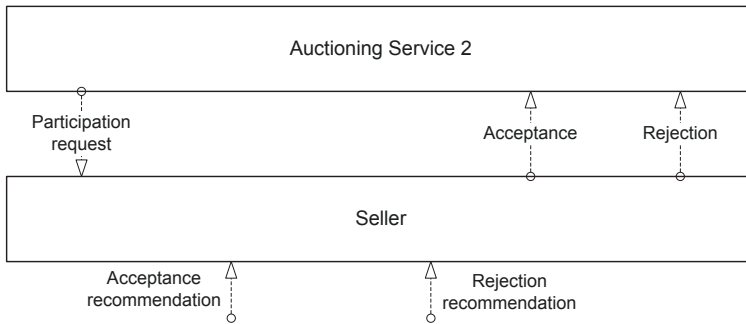 Auctioning Service 2
Participation
request
Acceptance
Rejection
Seller
Acceptance
recommendation
Rejection
recommendation